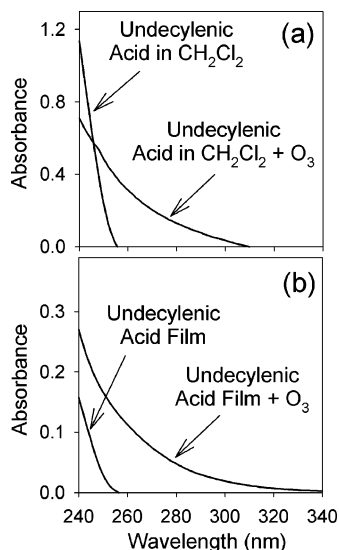 (a)
Undecylenic
Acid in CH₂Cl₂
Undecylenic
Acid in CH₂Cl₂ + O₃
Absorbance
1.2
0.8
0.4
0.0
(b)
Undecylenic
Acid Film
Undecylenic
Acid Film + O₃
Absorbance
0.3
0.2
0.1
0.0
240 260 280 300 320 340
Wavelength (nm)